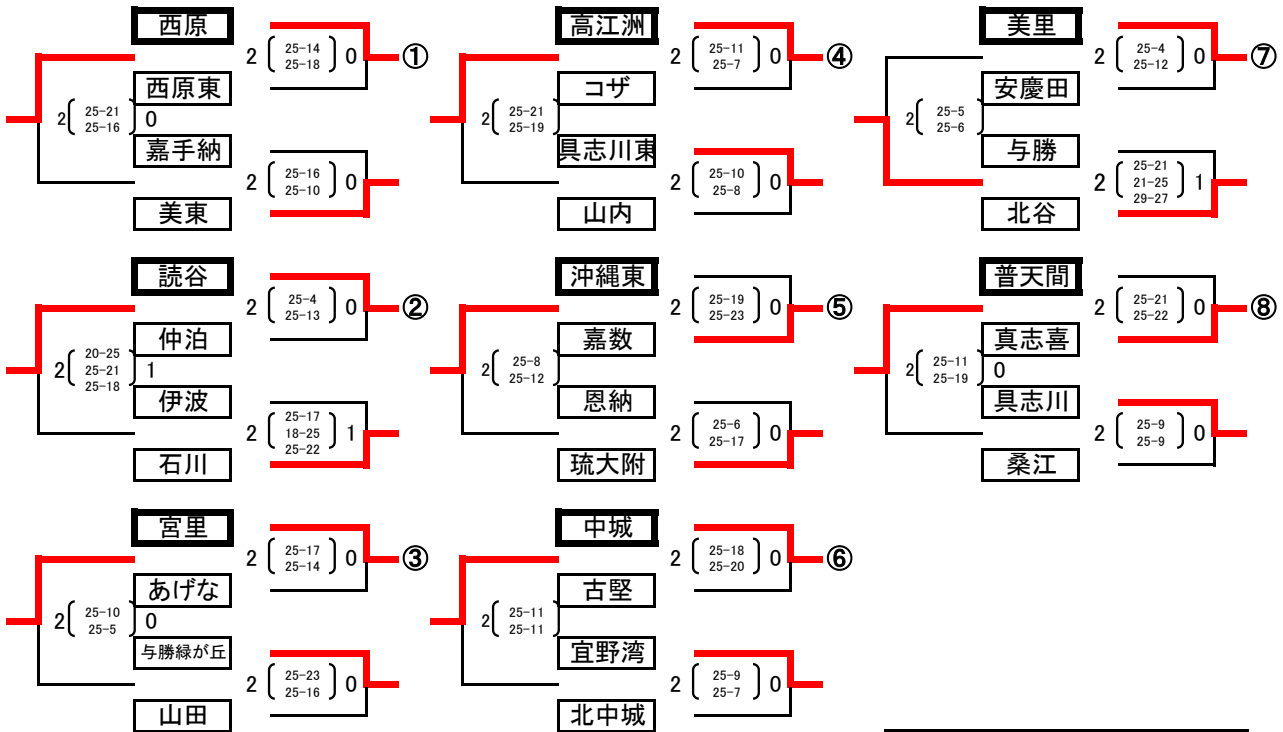 西原
2 25-14 0 ①
25-18
西原東
2 25-21 0
25-16
嘉手納
2 25-16 0
25-10
美東
高江洲
2 25-11 0 ④
25-7
コザ
2 25-21
25-19
具志川東
2 25-10 0
25-8
山内
美里
2 25-4 0 ⑦
25-12
安慶田
2 25-5
25-6
与勝
25-21
2 21-25 1
29-27
北谷
読谷
2 25-4 0 ②
25-13
仲泊
20-25
2 25-21 1
25-18
伊波
25-17
2 18-25 1
25-22
石川
沖縄東
2 25-19 0 ⑤
25-23
嘉数
2 25-8
25-12
恩納
2 25-6 0
25-17
琉大附
普天間
2 25-21 0 ⑧
25-22
真志喜
2 25-11 0
25-19
具志川
2 25-9 0
25-9
桑江
宮里
2 25-17 0 ③
25-14
あげな
2 25-10 0
25-5
与勝緑が丘
2 25-23 0
25-16
山田
中城
2 25-18 0 ⑥
25-20
古堅
2 25-11
25-11
宜野湾
2 25-9 0
25-7
北中城